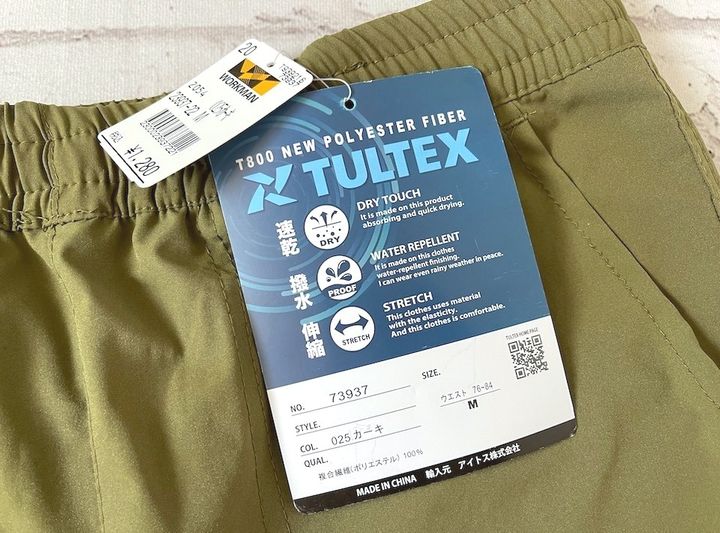 20
WORKMAN
¥1,280
T800 NEW POLYESTER FIBER
TULTEX
速乾
DRY
DRY TOUCH
It is made on this product
absorbing and quick drying.
撥水
PROOF
WATER REPELLENT
It is made on this clothes
water-repellent finishing.
I can wear even rainy weather in peace.
伸縮
STRETCH
STRETCH
This clothes uses material
with the elasticity.
And this clothes is comfortable.
TULTEX HOME PAGE
NO. 73937
SIZE.
ウエスト 76-84
M
STYLE.
COL. 025 カーキ
QUAL.
複合繊維(ポリエステル) 100%
MADE IN CHINA 輸入元 アイトス株式会社